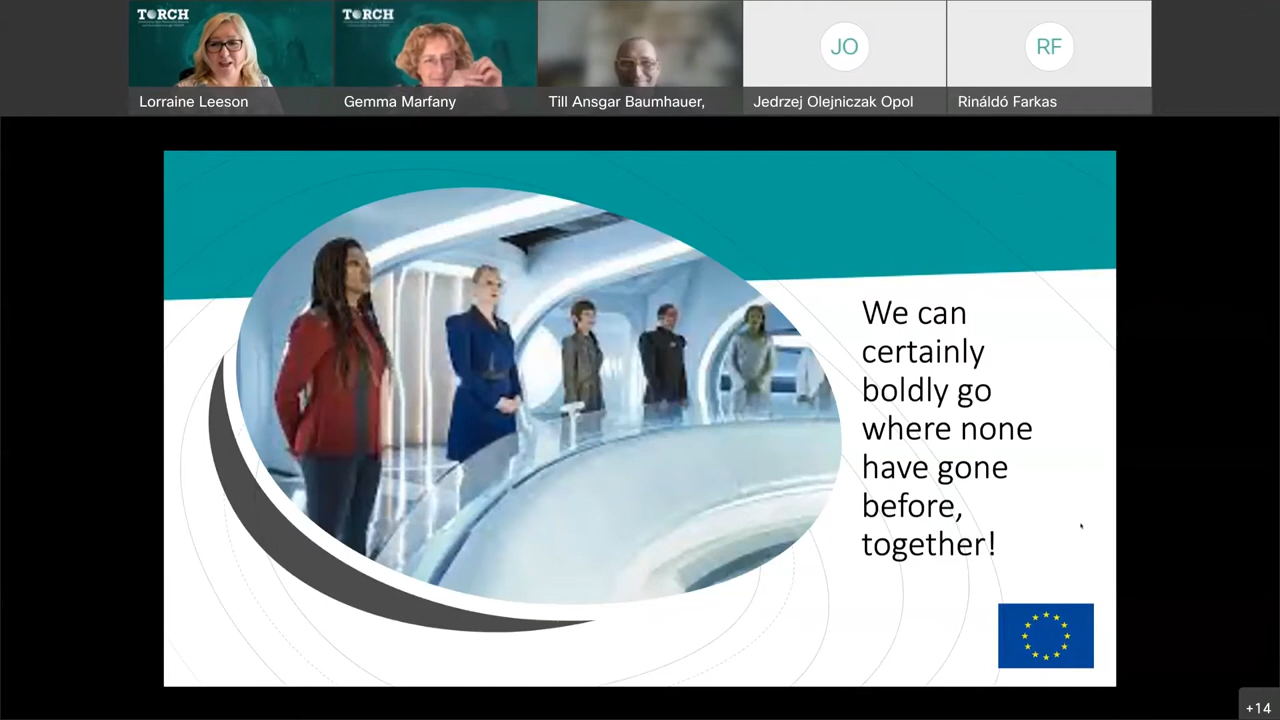 TORCH
TORCH
JO
RF
Lorraine Leeson
Gemma Marfany
Till Ansgar Baumhauer,
Jedrzej Olejniczak Opol
Rináldó Farkas
We can
certainly
boldly go
where none
have gone
before,
together!
+14